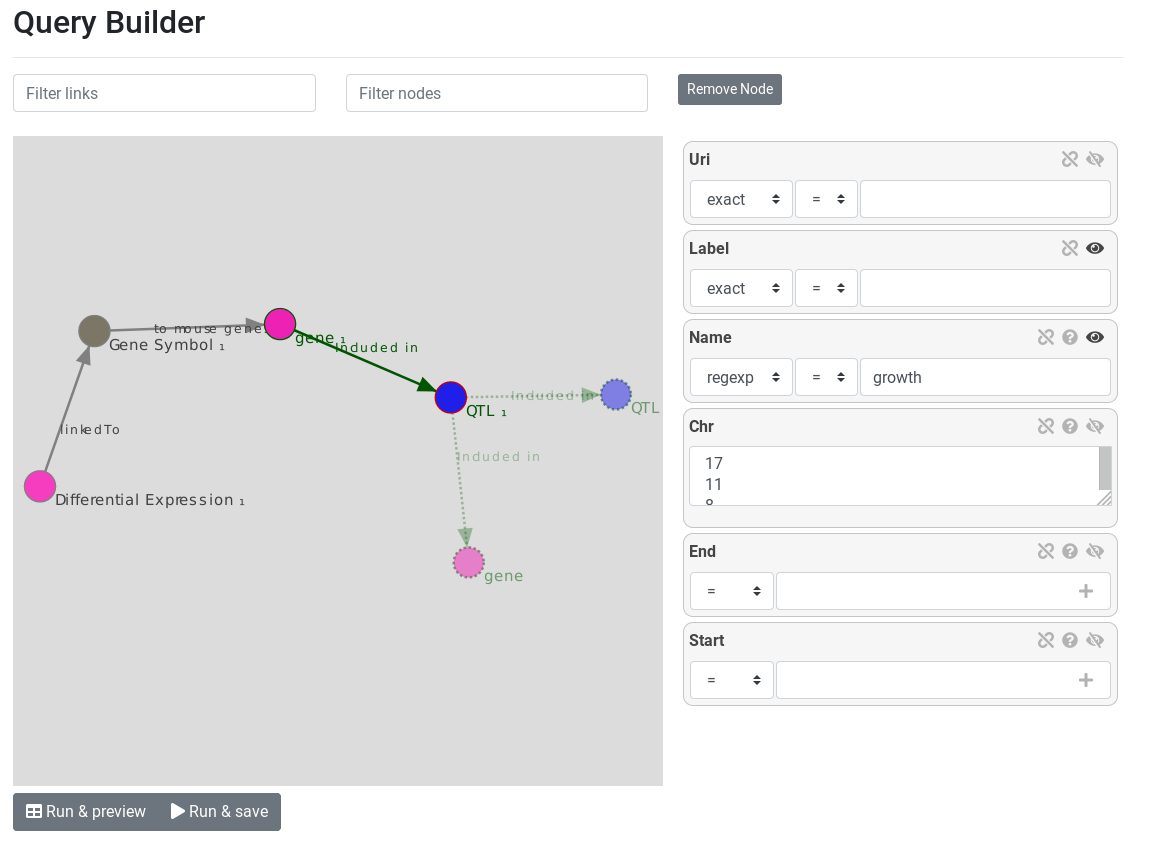 Query Builder
Filter links
Filter nodes
Remove Node
to mouse gene
Gene Symbol ₁
gene ₁
Included in
QTL ₁
Included in
QTL
linkedTo
Included in
Differential Expression ₁
gene
Uri
exact
=
Label
exact
=
Name
regexp
=
growth
Chr
17
11
8
End
=
Start
=
Run & preview
Run & save